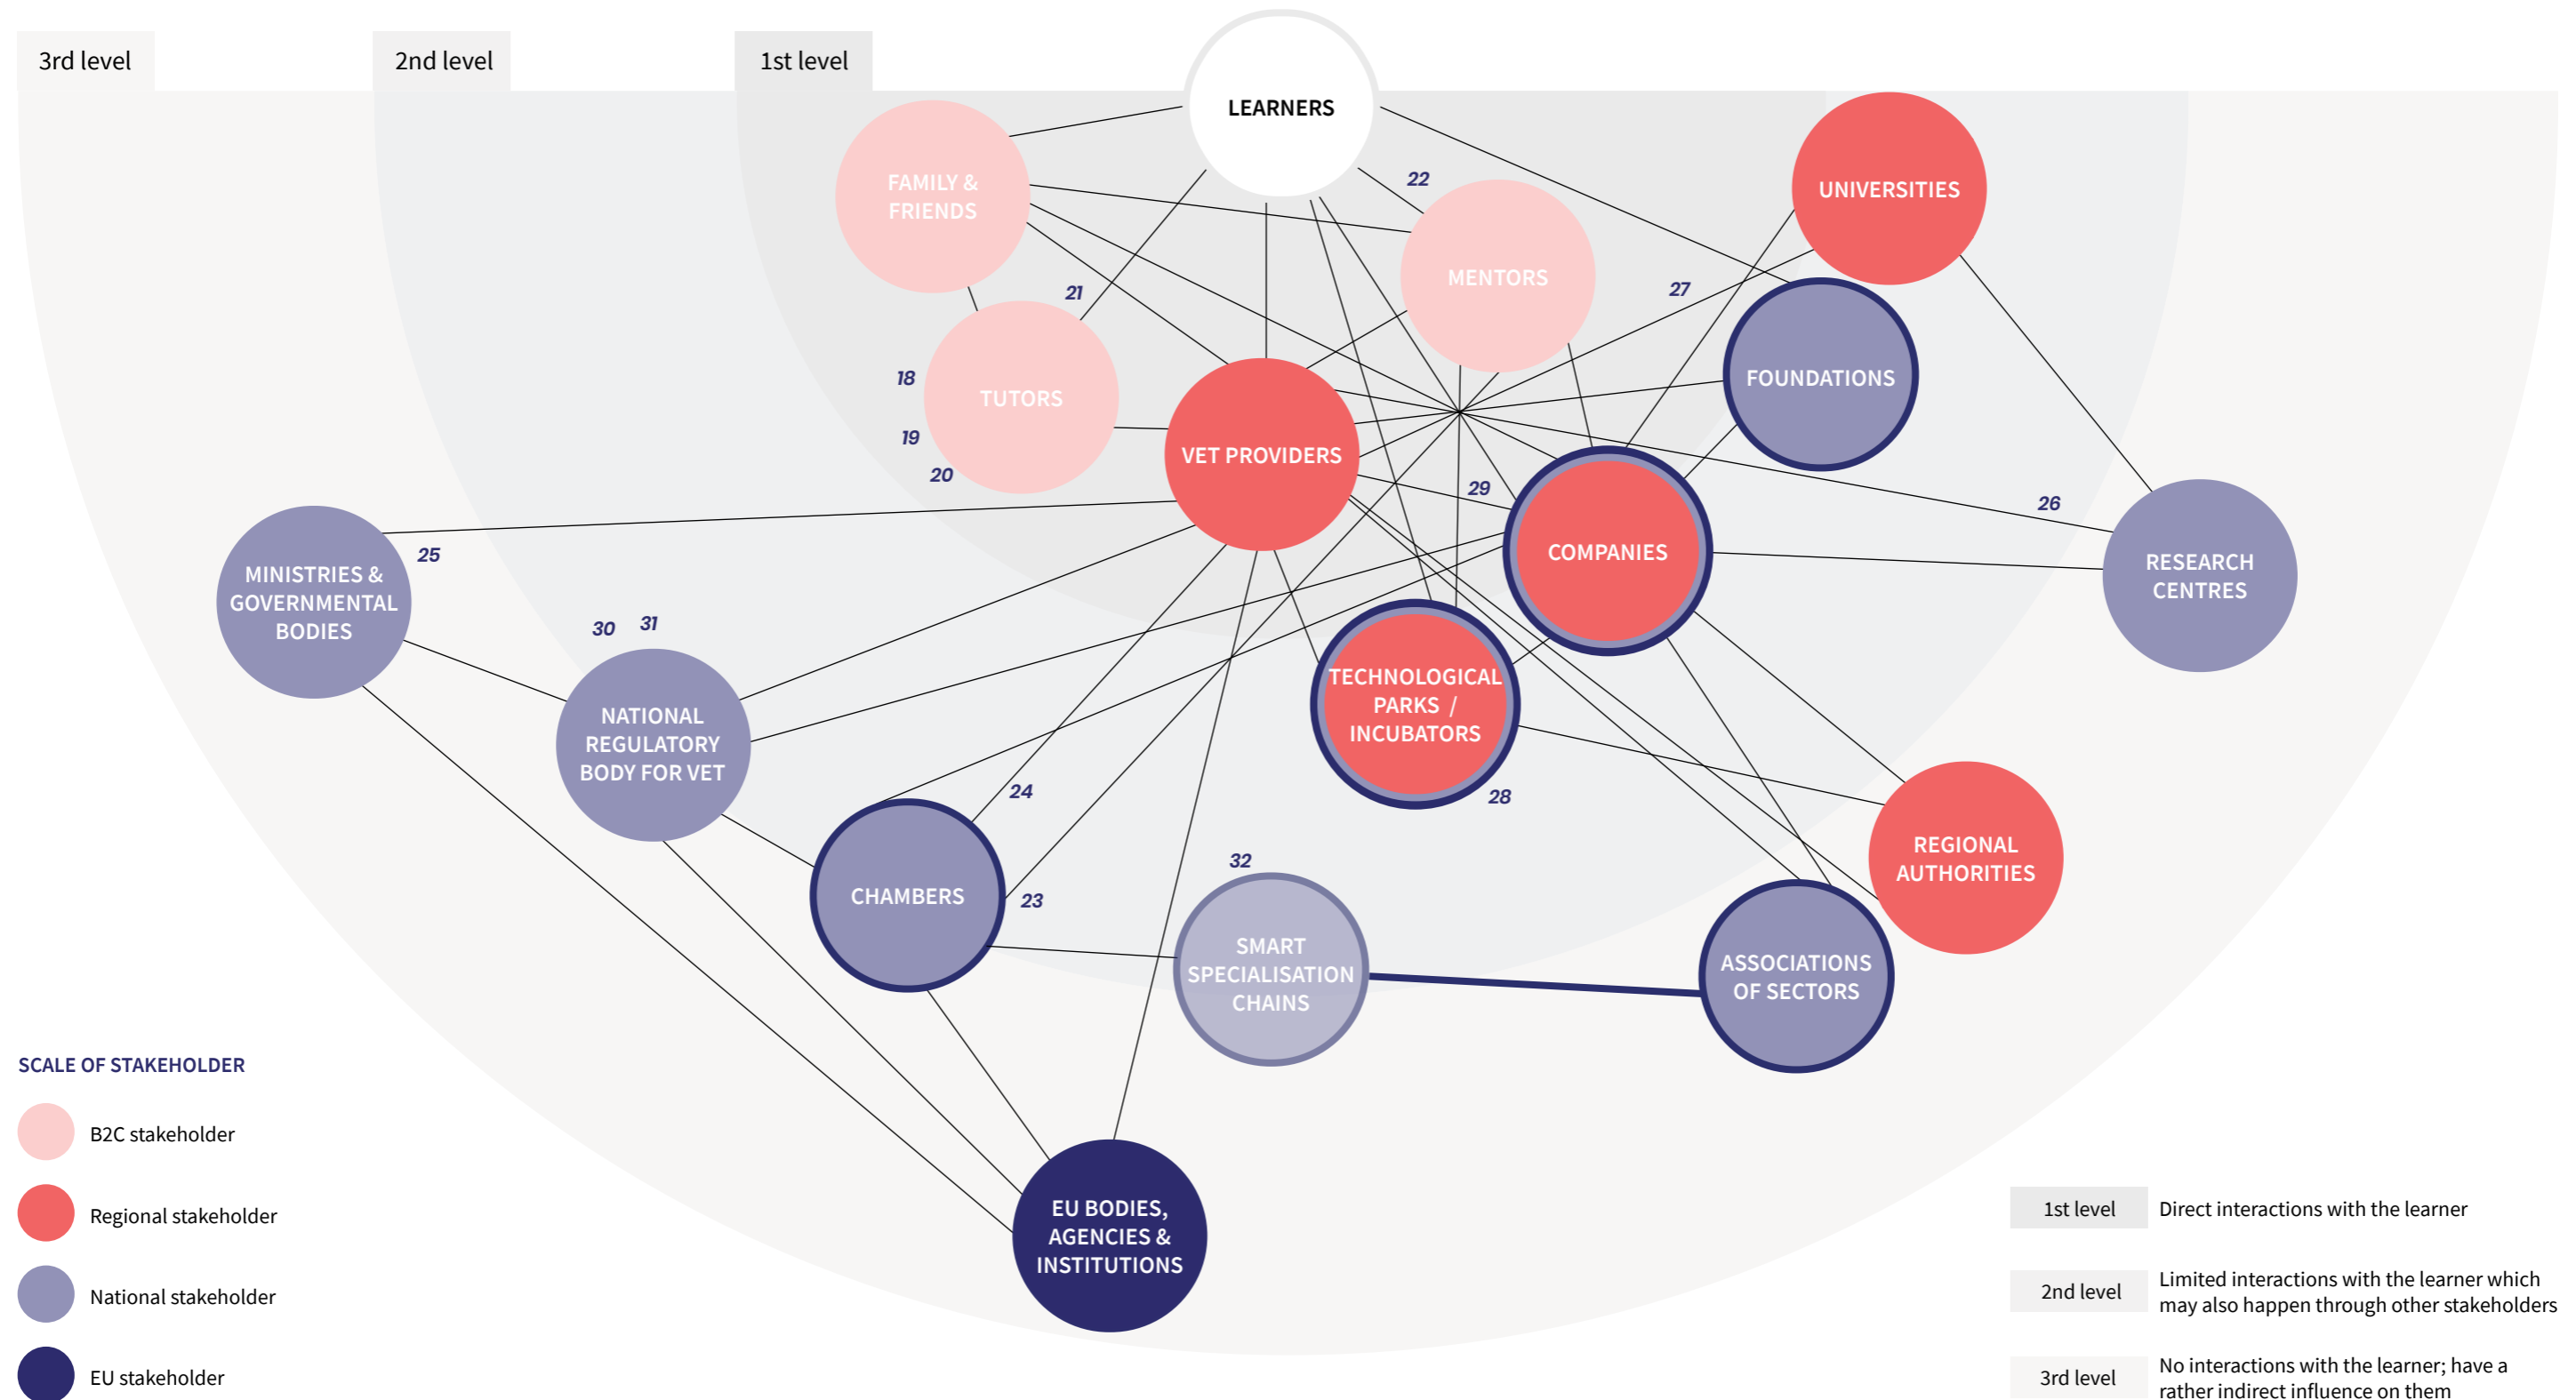 3rd level
2nd level
1st level
LEARNERS
FAMILY &
FRIENDS
22
UNIVERSITIES
MENTORS
21
27
18
TUTORS
FOUNDATIONS
19
VET PROVIDERS
20
29
26
25
COMPANIES
RESEARCH
CENTRES
MINISTRIES &
GOVERNMENTAL
BODIES
30
31
NATIONAL
REGULATORY
BODY FOR VET
TECHNOLOGICAL
PARKS /
INCUBATORS
24
28
REGIONAL
AUTHORITIES
32
CHAMBERS
23
SMART
SPECIALISATION
CHAINS
ASSOCIATIONS
OF SECTORS
EU BODIES,
AGENCIES &
INSTITUTIONS
SCALE OF STAKEHOLDER
B2C stakeholder
Regional stakeholder
National stakeholder
EU stakeholder
1st level
Direct interactions with the learner
2nd level
Limited interactions with the learner which
may also happen through other stakeholders
3rd level
No interactions with the learner; have a
rather indirect influence on them